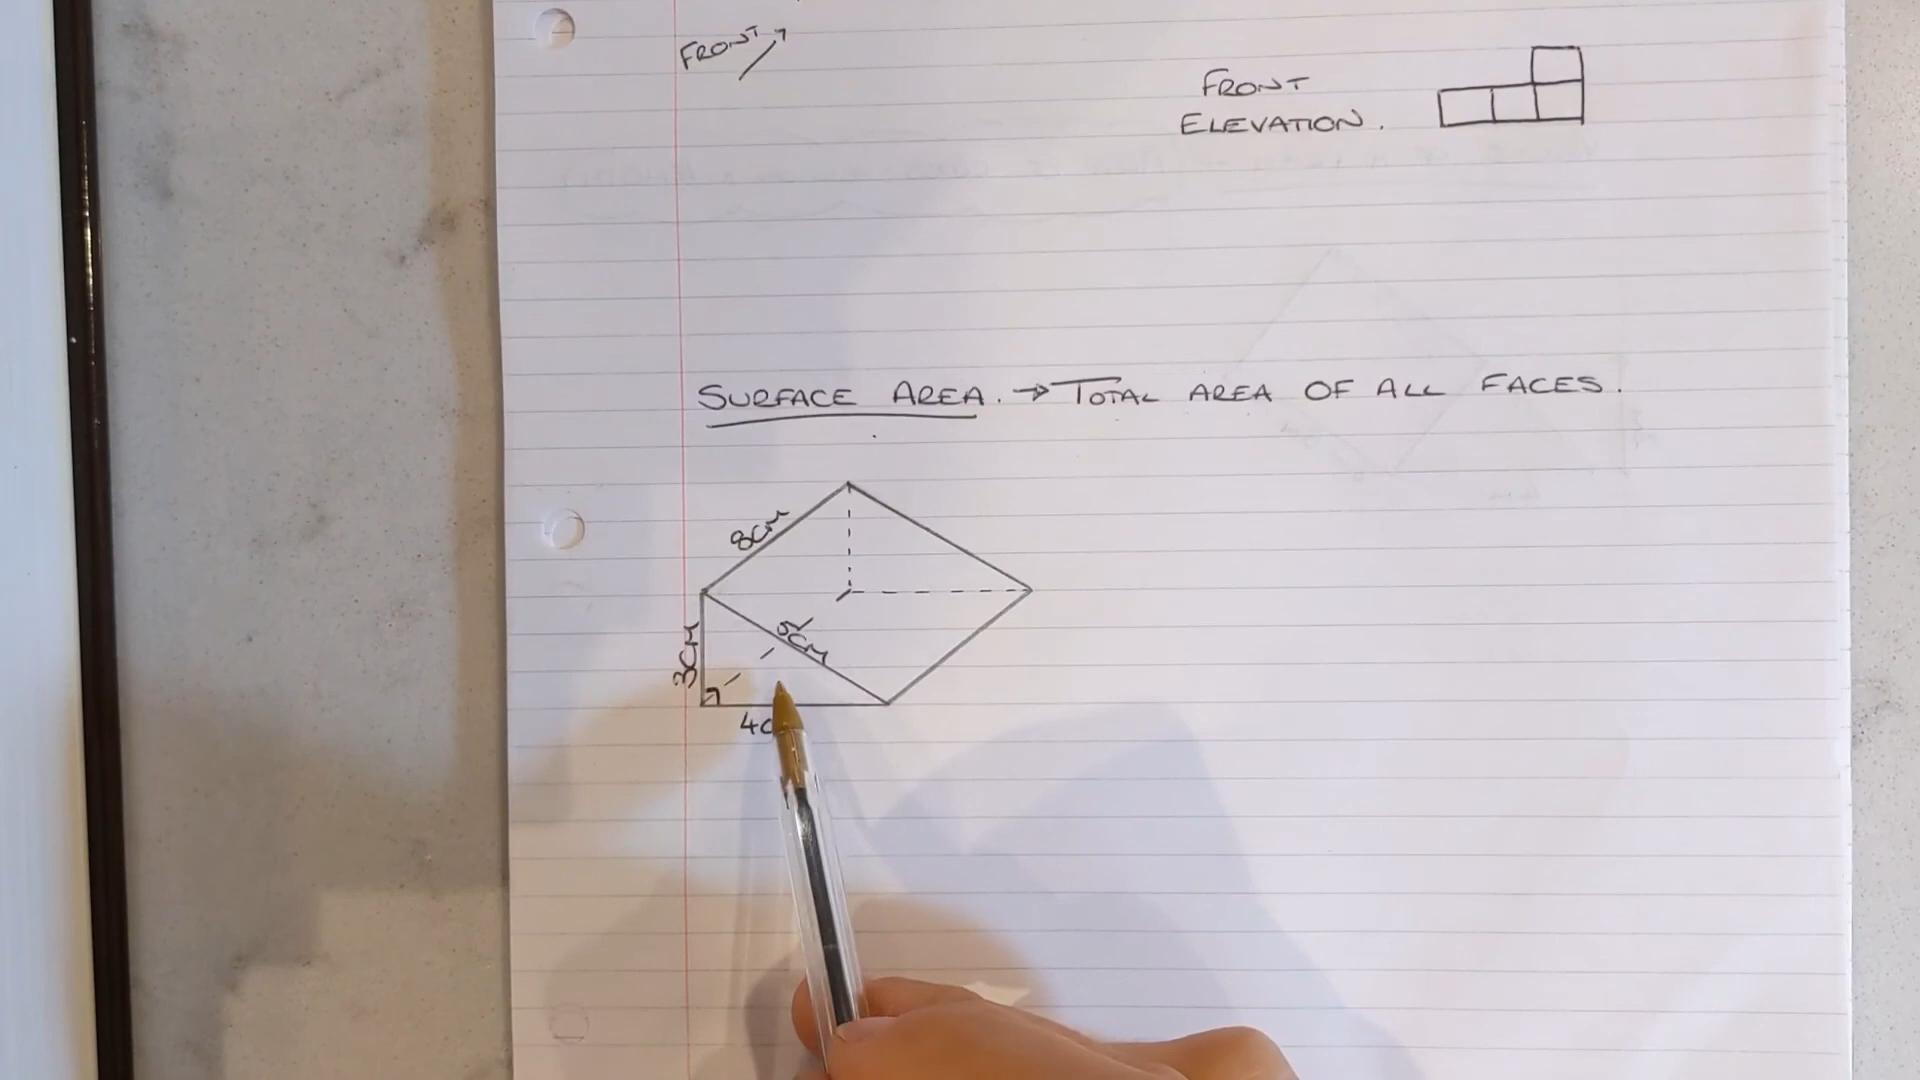 FRONT
FRONT
ELEVATION.
SURFACE AREA. → TOTAL AREA OF ALL FACES.
8cm
5cm
3cm